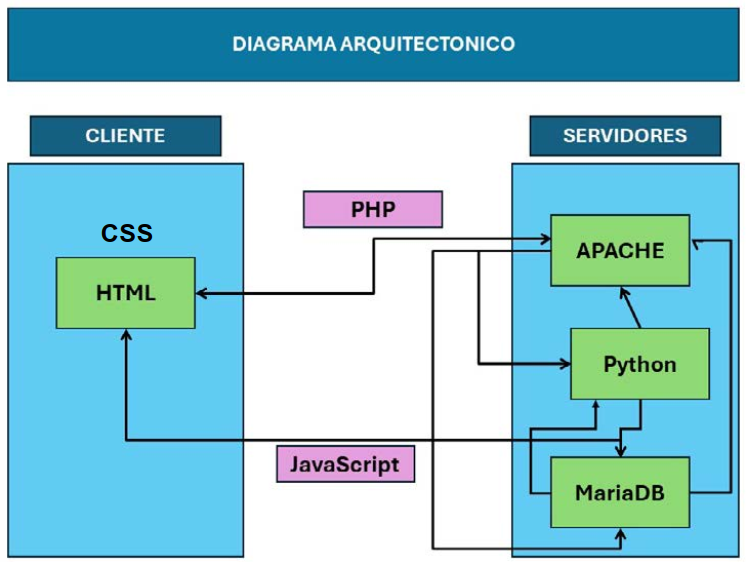 DIAGRAMA ARQUITECTONICO
CLIENTE
SERVIDORES
PHP
CSS
APACHE
HTML
Python
JavaScript
MariaDB